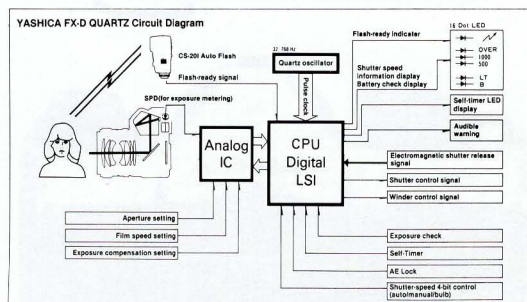 YASHICA FX-D QUARTZ Circuit Diagram
16 Dot LED
Flash-ready indicator
CS-201 Auto Flash
32 768 Hz
Quartz oscillator
OVER
1000
500
LT
B
Flash-ready signal
Shutter speed
information display
Battery check display
Pulse clock
SPD(for exposure metering)
Self-timer LED
display
Audible
warning
Analog
IC
CPU
Digital
LSI
Electromagnetic shutter release
signal
Shutter control signal
Winder control signal
Aperture setting
Film speed setting
Exposure compensation setting
Exposure check
Self-Timer
AE Lock
Shutter-speed 4-bit control
(auto/manual/bulb)